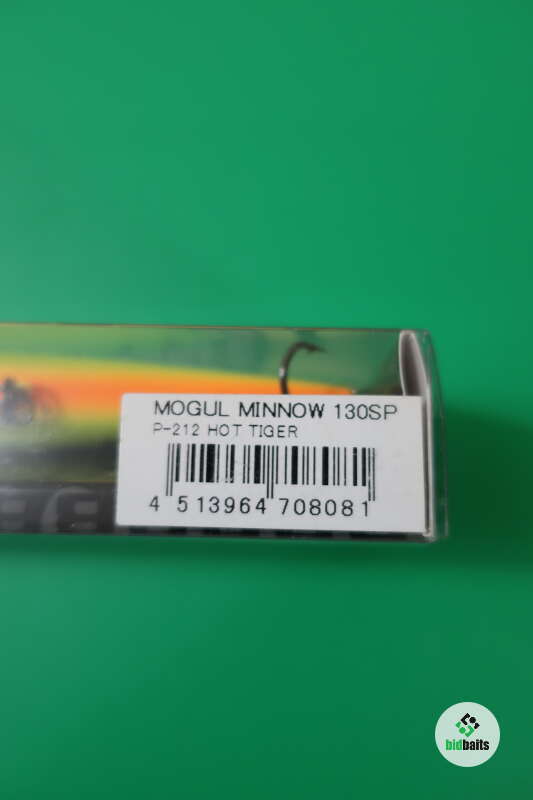 MOGUL MINNOW 130SP
P-212 HOT TIGER
4 513964 708081
bidbaits